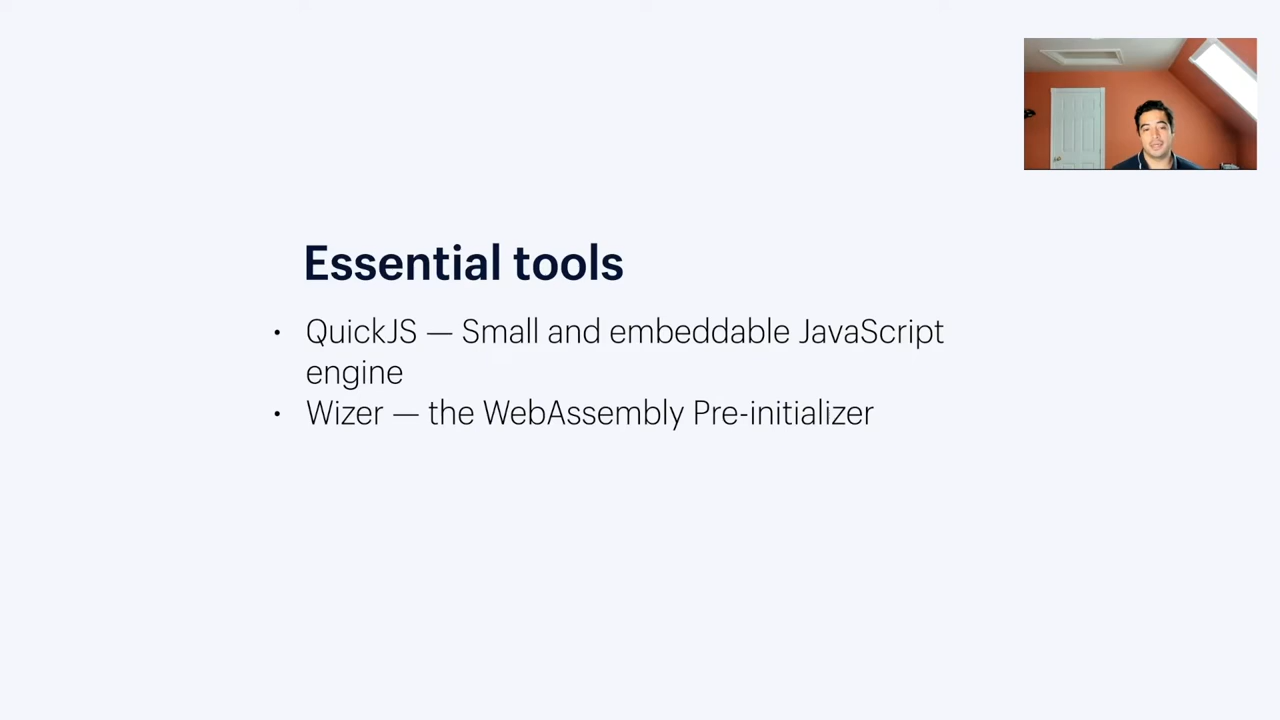 Essential tools
• QuickJS — Small and embeddable JavaScript
engine
• Wizer — the WebAssembly Pre-initializer